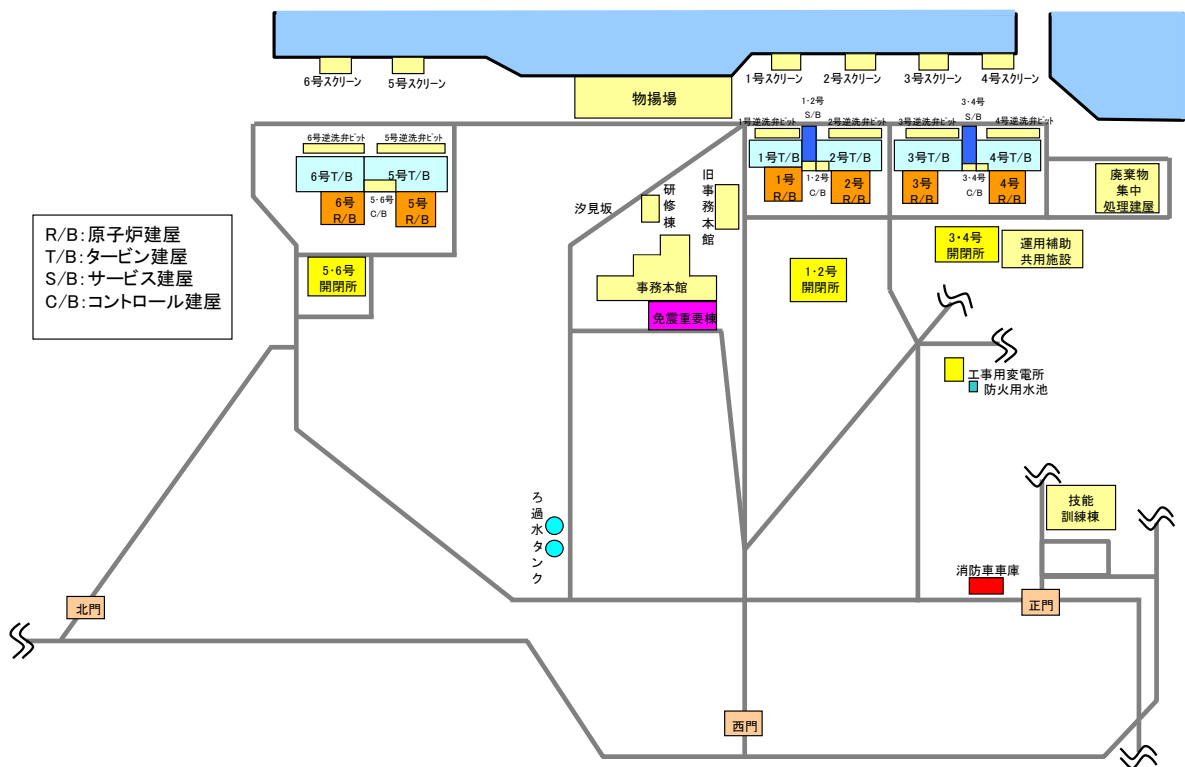 6号スクリーン
5号スクリーン
1号スクリーン
2号スクリーン
3号スクリーン
4号スクリーン
物揚場
1・2号
S/B
3・4号
S/B
6号逆洗弁ピット
5号逆洗弁ピット
1号逆洗弁ピット
2号逆洗弁ピット
3号逆洗弁ピット
4号逆洗弁ピット
6号T/B
5号T/B
1号T/B
2号T/B
3号T/B
4号T/B
6号
R/B
5・6号
C/B
5号
R/B
1号
R/B
1・2号
C/B
2号
R/B
3号
R/B
3・4号
C/B
4号
R/B
廃棄物
集中
処理建屋
汐見坂
研修棟
旧事務本館
R/B:原子炉建屋
T/B:タービン建屋
S/B:サービス建屋
C/B:コントロール建屋
5・6号
開閉所
事務本館
免震重要棟
1・2号
開閉所
3・4号
開閉所
運用補助
共用施設
工事用変電所
防火用水池
ろ過水タンク
技能
訓練棟
消防車車庫
北門
正門
西門